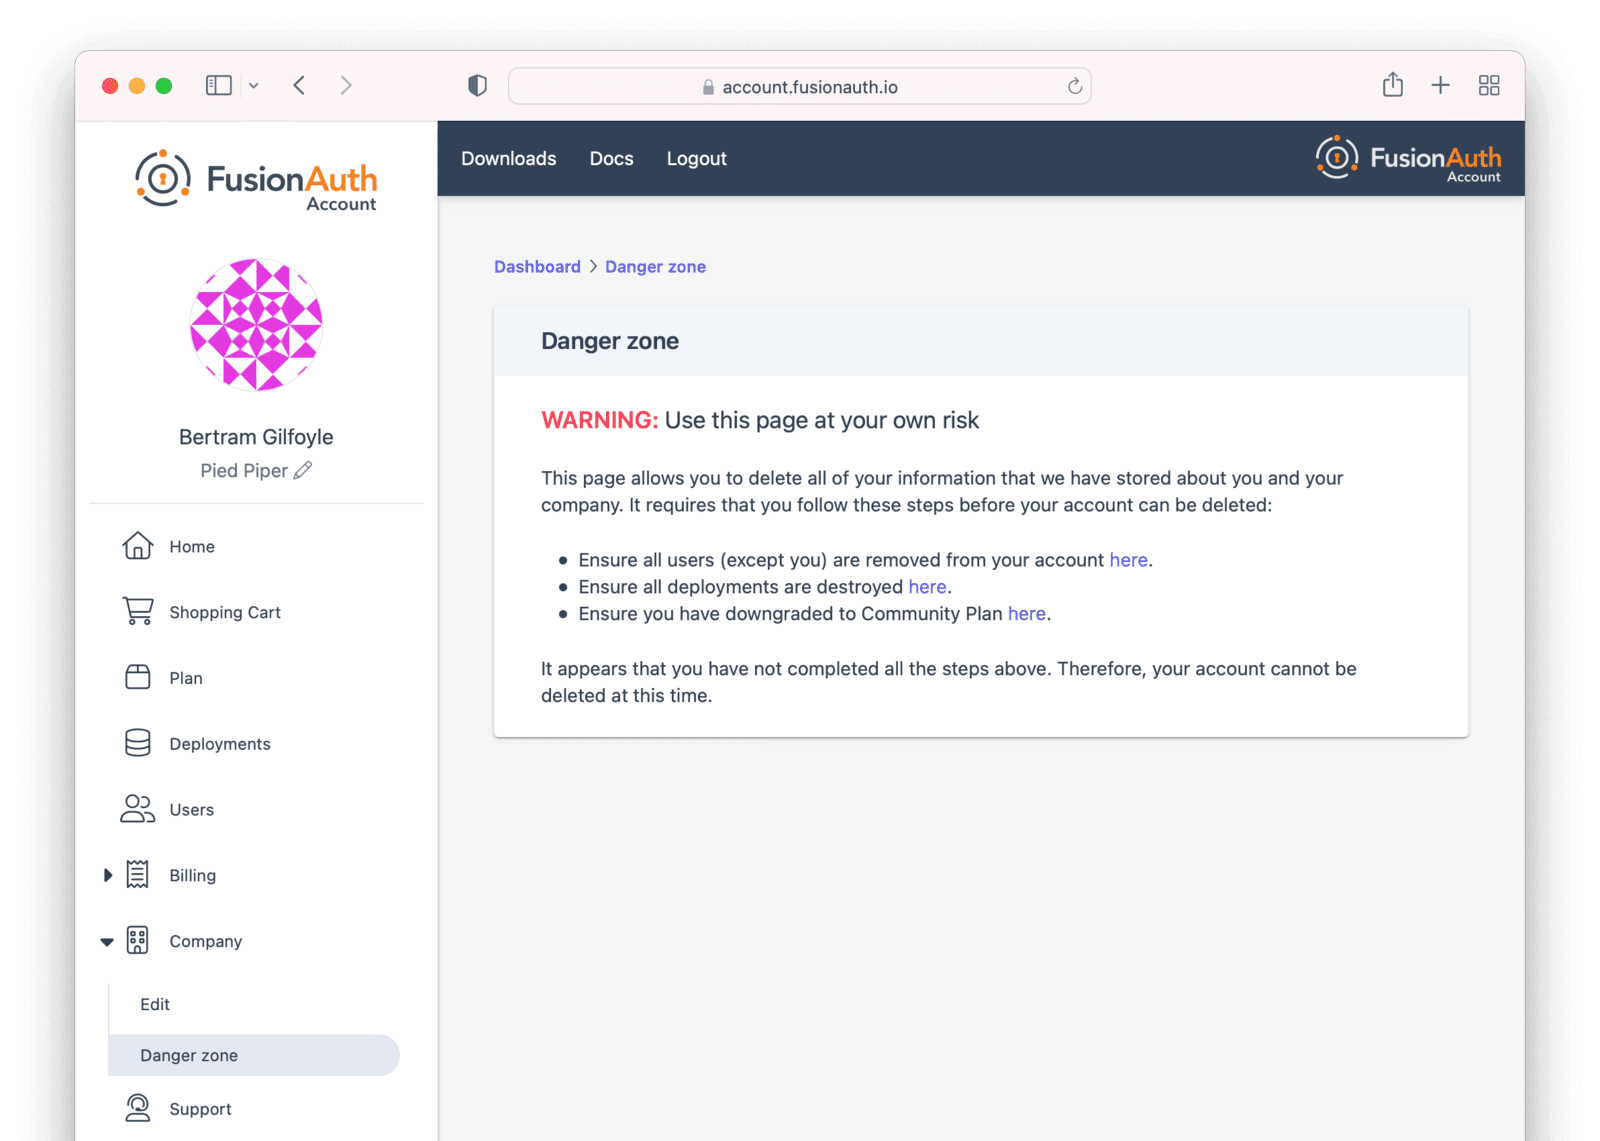 account.fusionauth.io
FusionAuth
Account
Downloads
Docs
Logout
FusionAuth
Account
Bertram Gilfoyle
Pied Piper
Home
Shopping Cart
Plan
Deployments
Users
Billing
Company
Edit
Danger zone
Support
Dashboard > Danger zone
Danger zone
WARNING: Use this page at your own risk
This page allows you to delete all of your information that we have stored about you and your
company. It requires that you follow these steps before your account can be deleted:
• Ensure all users (except you) are removed from your account here.
• Ensure all deployments are destroyed here.
• Ensure you have downgraded to Community Plan here.
It appears that you have not completed all the steps above. Therefore, your account cannot be
deleted at this time.